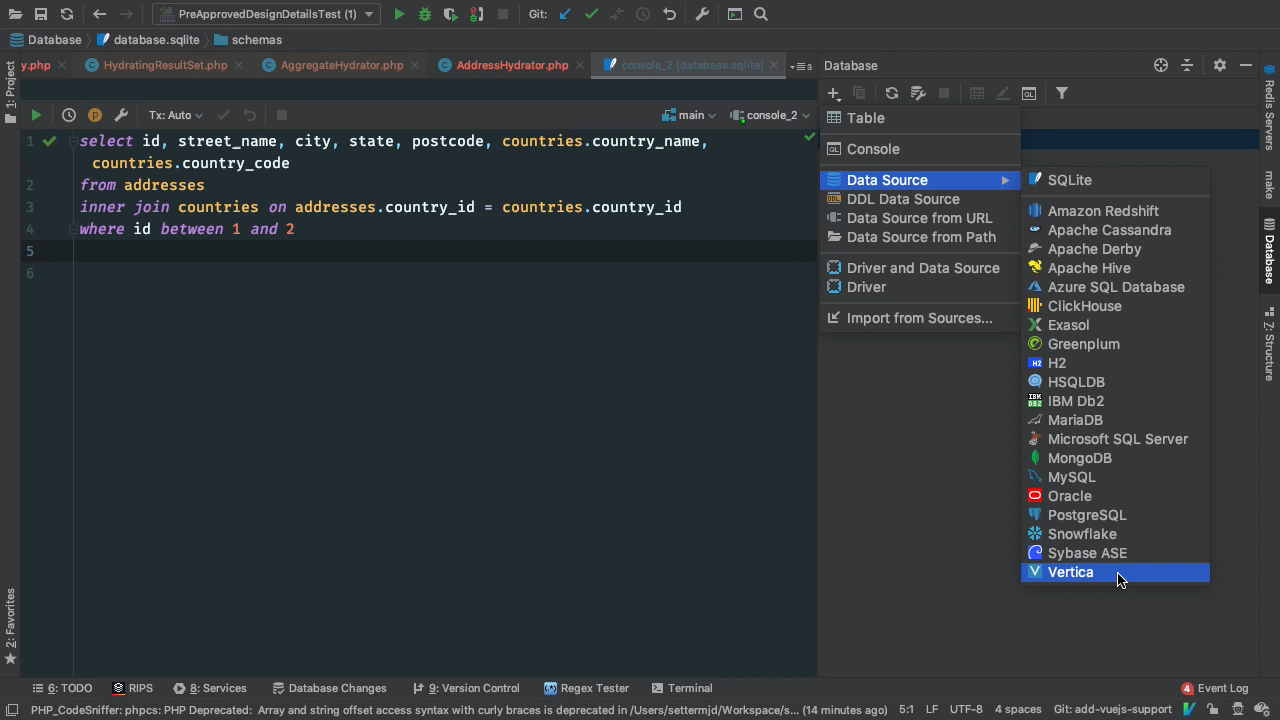 PreApprovedDesignDetailsTest (1)
Git:
Database
database.sqlite
schemas
y.php
HydratingResultSet.php
AggregateHydrator.php
AddressHydrator.php
console_2 [database.sqlite]
3
Database
1: Project
Tx: Auto
main
console_2
1 select id, street_name, city, state, postcode, countries.country_name,
countries.country_code
2 from addresses
3 inner join countries on addresses.country_id = countries.country_id
4 where id between 1 and 2
5
6
Table
Console
Data Source
DDL Data Source
Data Source from URL
Data Source from Path
Driver and Data Source
Driver
Import from Sources...
SQLite
Amazon Redshift
Apache Cassandra
Apache Derby
Apache Hive
Azure SQL Database
ClickHouse
Exasol
Greenplum
H2
HSQLDB
IBM Db2
MariaDB
Microsoft SQL Server
MongoDB
MySQL
Oracle
PostgreSQL
Snowflake
Sybase ASE
Vertica
Redis Servers
make
Database
Z: Structure
2: Favorites
6: TODO
RIPS
8: Services
Database Changes
9: Version Control
Regex Tester
Terminal
4 Event Log
PHP_CodeSniffer: phpcs: PHP Deprecated: Array and string offset access syntax with curly braces is deprecated in /Users/settermjd/Workspace/s... (14 minutes ago)
5:1
LF
UTF-8
4 spaces
Git: add-vuejs-support